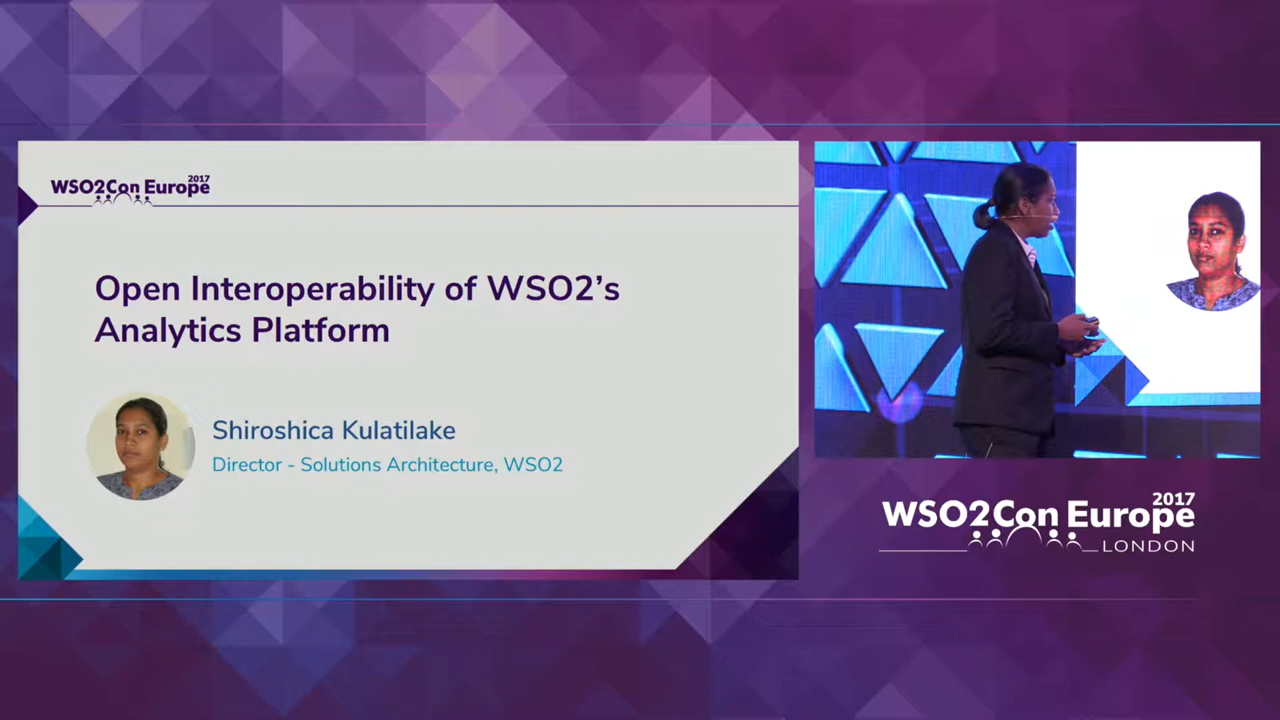 2017
WSO2Con Europe
Open Interoperability of WSO2’s
Analytics Platform
Shiroshica Kulatilake
Director - Solutions Architecture, WSO2
2017
WSO2Con Europe
LONDON